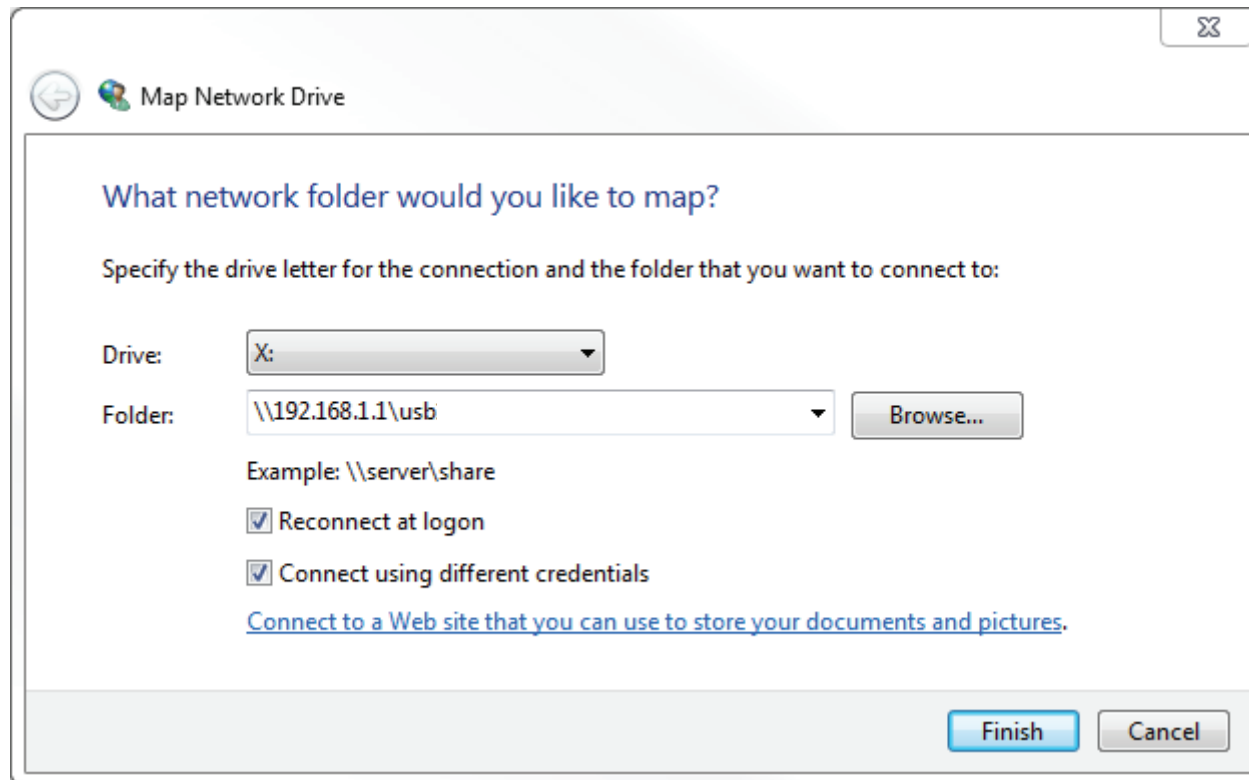 Map Network Drive
What network folder would you like to map?
Specify the drive letter for the connection and the folder that you want to connect to:
Drive: X:
Folder: \\192.168.1.1\usb Browse...
Example: \\server\share
Reconnect at logon
Connect using different credentials
Connect to a Web site that you can use to store your documents and pictures.
Finish Cancel